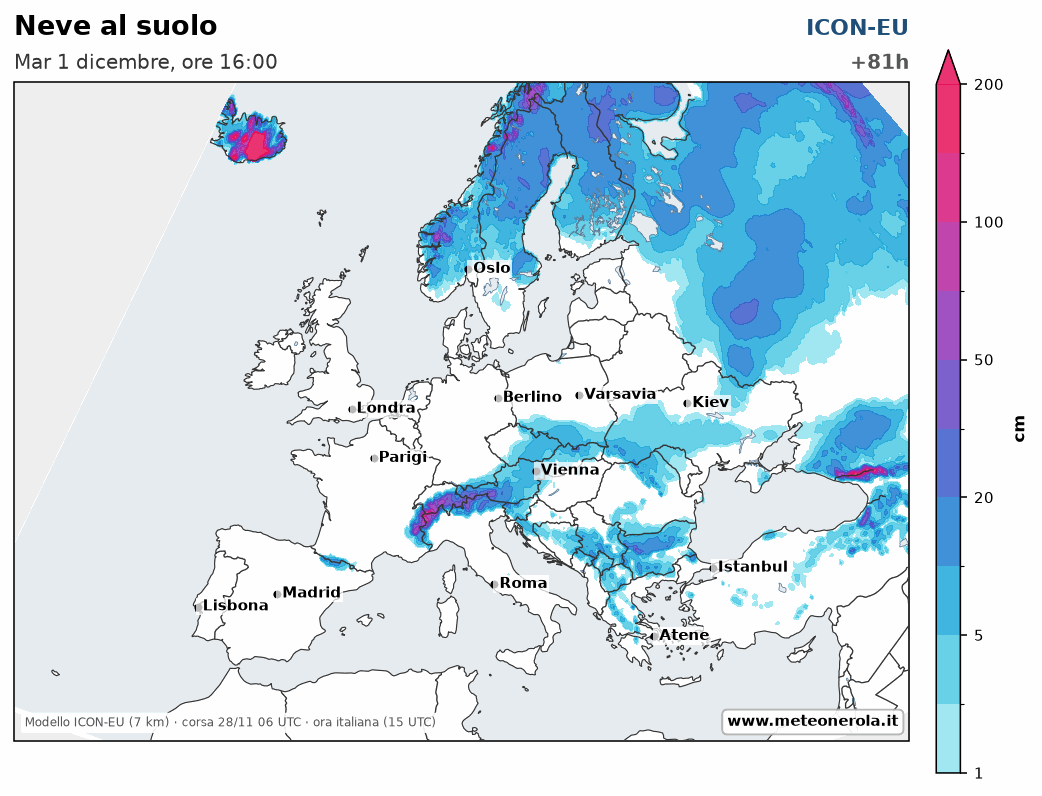 Neve al suolo
ICON-EU
Mar 1 dicembre, ore 16:00
+81h
200
100
50
20
5
1
cm
Oslo
Londra
Berlino
Varsavia
Kiev
Parigi
Vienna
Madrid
Lisbona
Roma
Istanbul
Atene
Modello ICON-EU (7 km) · corsa 28/11 06 UTC · ora italiana (15 UTC)
www.meteonerola.it